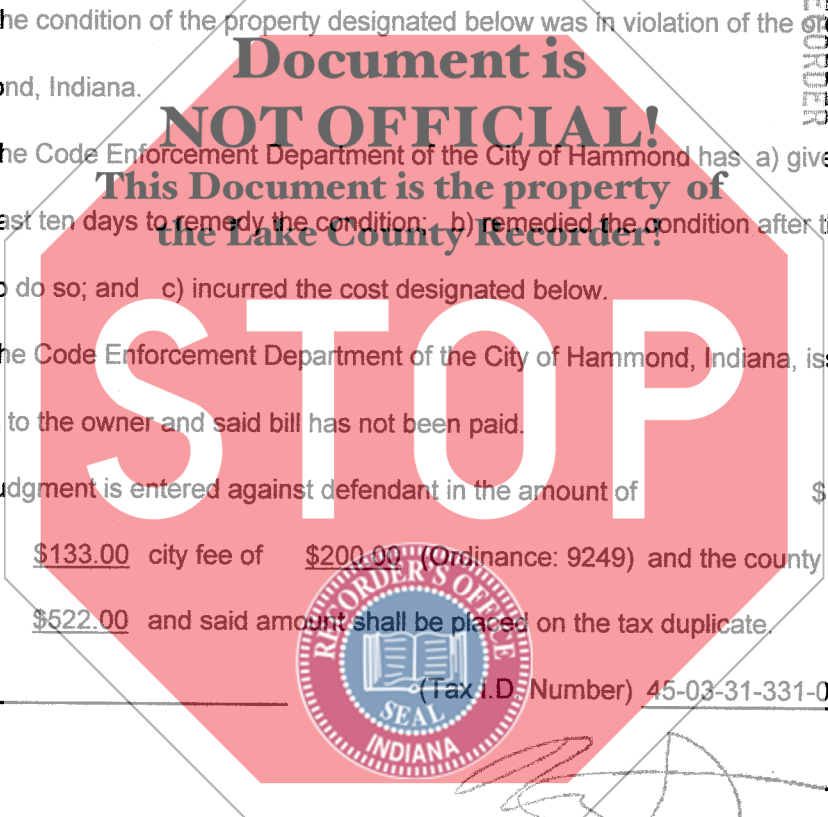 he condition of the property designated below was in violation of the
RECORDER
Document is
ond, Indiana.
NOT OFFICIAL!
he Code Enforcement Department of the City of Hammond has a) give
This Document is the property of
ast ten days to remedy the condition; b) remedied the condition after
the Lake County Recorder!
o do so; and c) incurred the cost designated below.
STOP
he Code Enforcement Department of the City of Hammond, Indiana, iss
to the owner and said bill has not been paid.
udgment is entered against defendant in the amount of $
$133.00 city fee of $200.00 (Ordinance: 9249) and the county
$522.00 and said amount shall be placed on the tax duplicate.
(Tax I.D. Number) 45-03-31-331-0
RECORDER'S OFFICE
SEAL
INDIANA